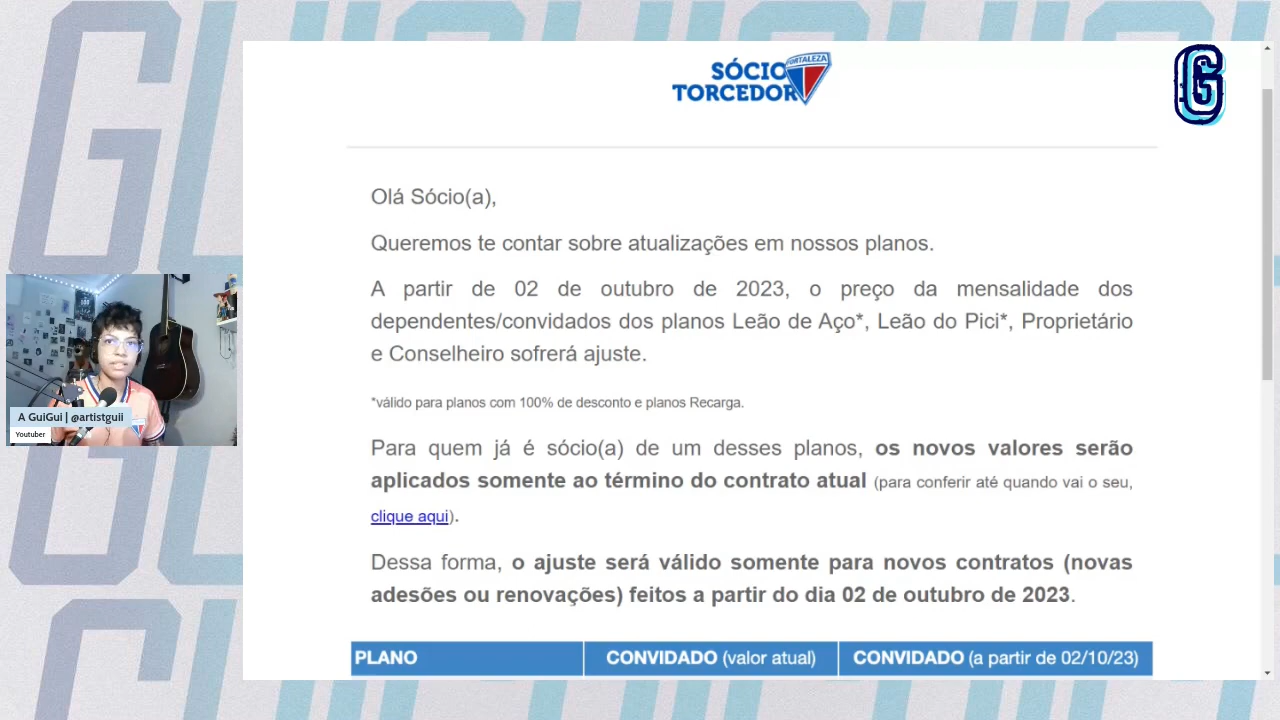 SÓCIO
TORCEDOR
FORTALEZA
G
Olá Sócio(a),
Queremos te contar sobre atualizações em nossos planos.
A partir de 02 de outubro de 2023, o preço da mensalidade dos
dependentes/convidados dos planos Leão de Aço*, Leão do Pici*, Proprietário
e Conselheiro sofrerá ajuste.
*válido para planos com 100% de desconto e planos Recarga.
Para quem já é sócio(a) de um desses planos, os novos valores serão
aplicados somente ao término do contrato atual (para conferir até quando vai o seu,
clique aqui).
Dessa forma, o ajuste será válido somente para novos contratos (novas
adesões ou renovações) feitos a partir do dia 02 de outubro de 2023.
PLANO CONVIDADO (valor atual) CONVIDADO (a partir de 02/10/23)
A GuiGui | @artistguii
Youtuber